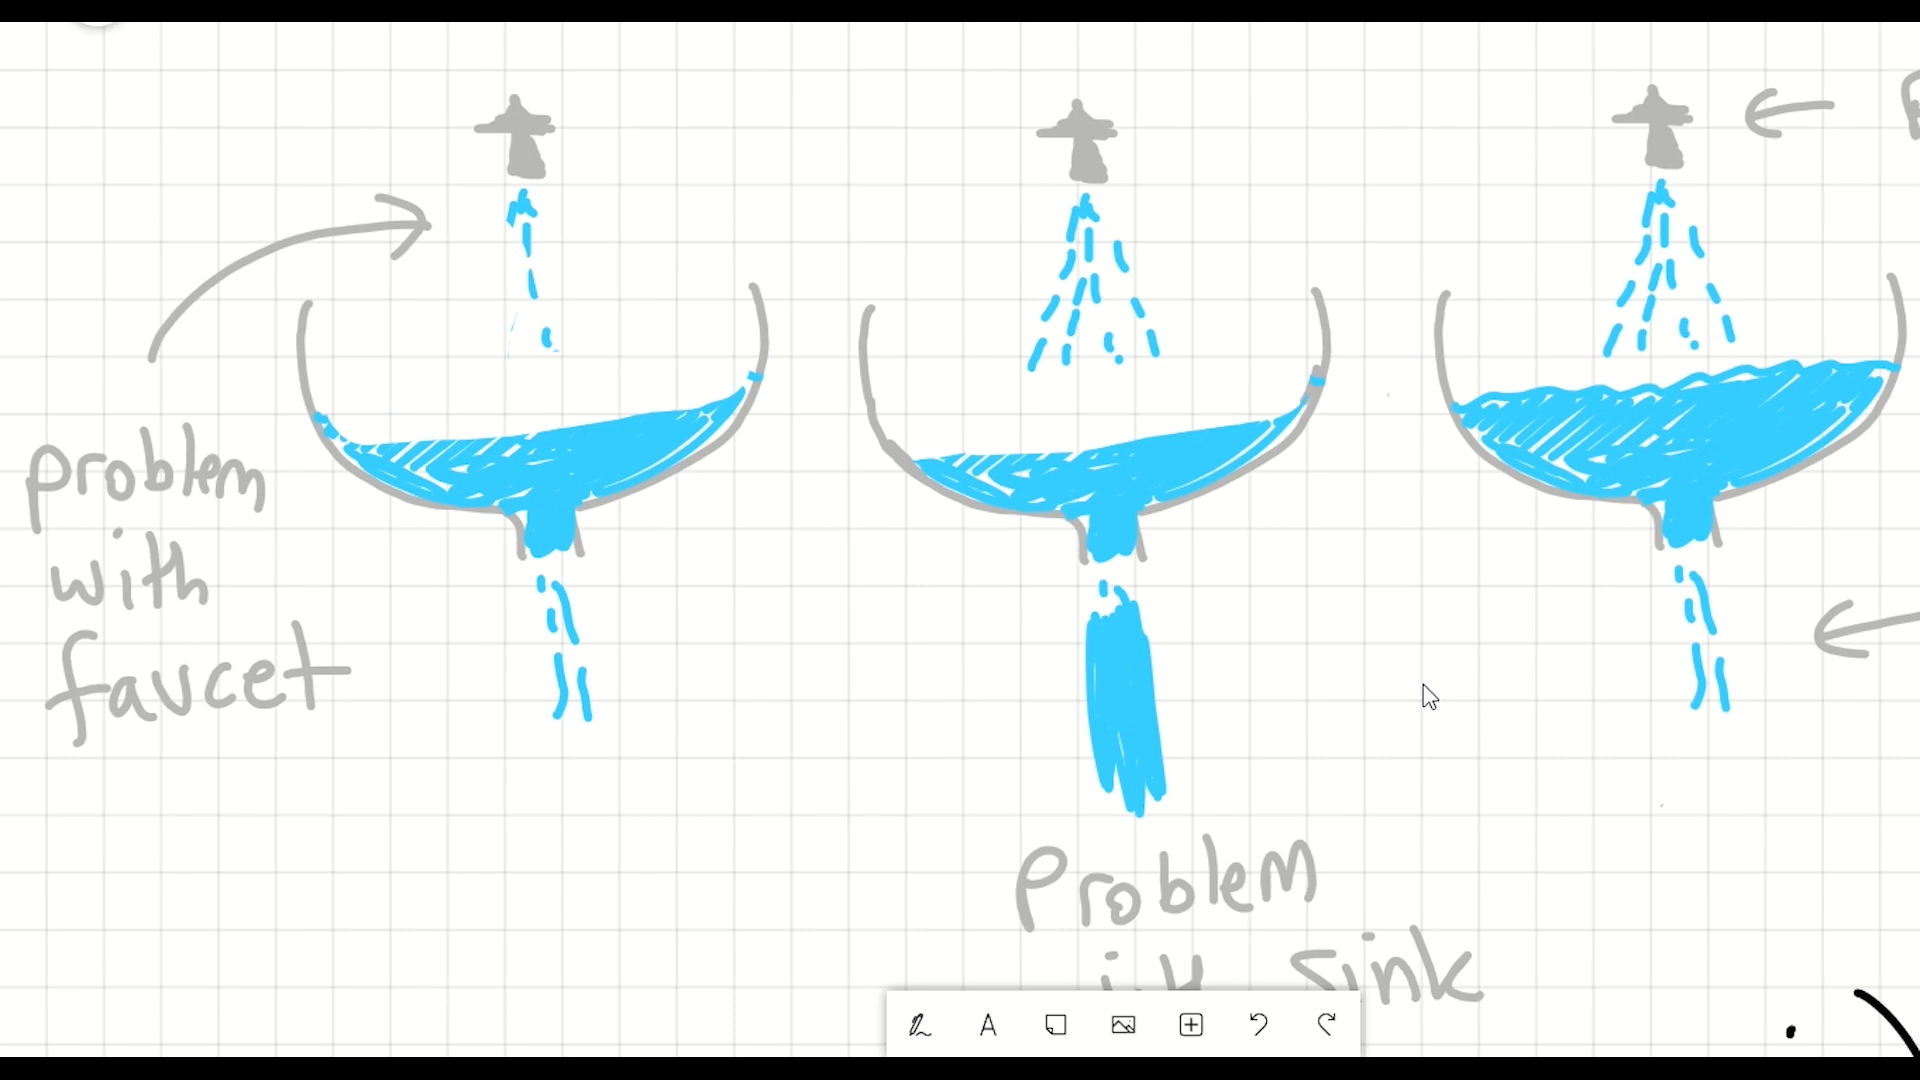 problem
with
faucet
Problem
sink